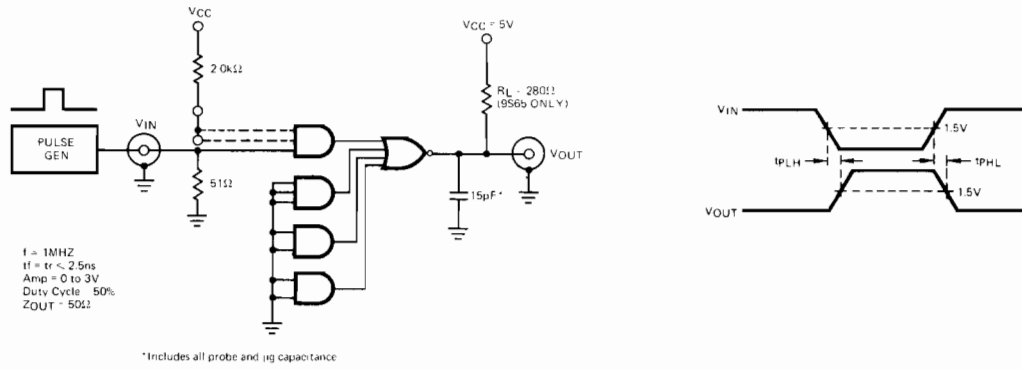 VCC
2.0kΩ
PULSE
GEN
VIN
51Ω
VCC = 5V
RL = 280Ω
(9S65 ONLY)
VOUT
15pF*
f = 1MHZ
tf = tr < 2.5ns
Amp = 0 to 3V
Duty Cycle 50%
ZOUT = 50Ω
*Includes all probe and jig capacitance
VIN
1.5V
tPLH
tPHL
1.5V
VOUT